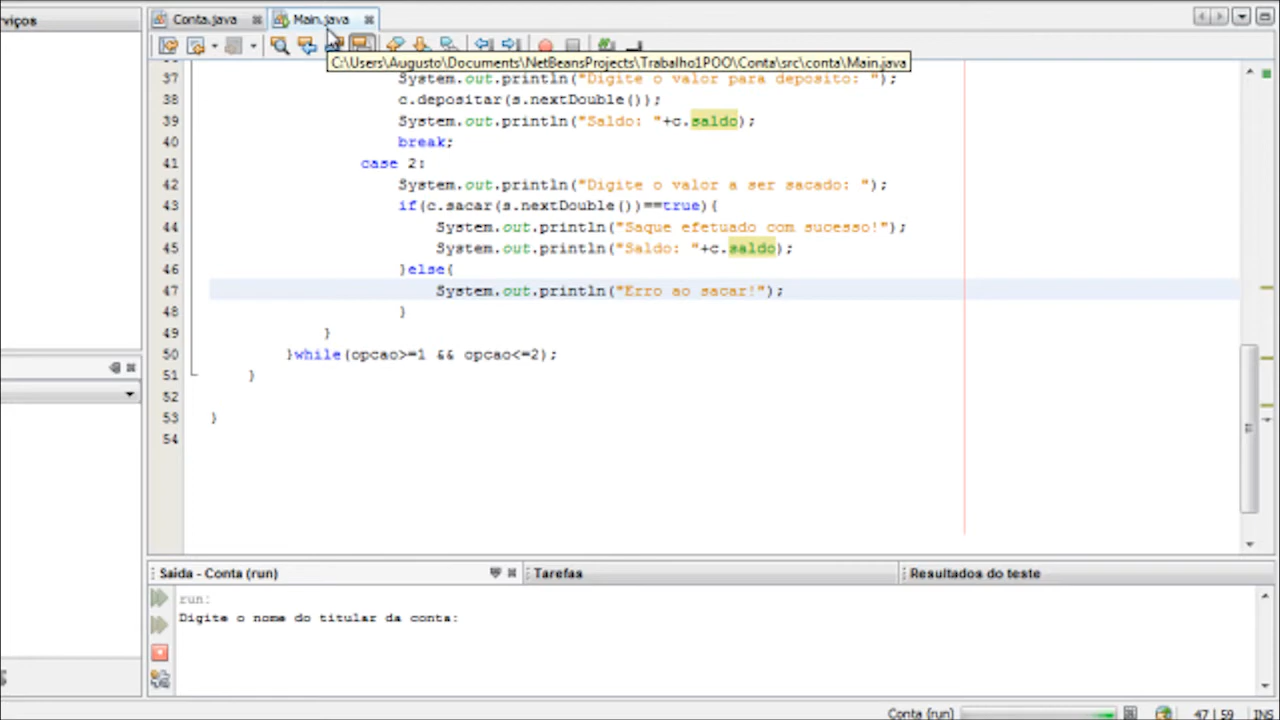 rviços
Conta.java
Main.java
C:\Users\Augusto\Documents\NetBeansProjects\Trabalho1POO\Conta\src\conta\Main.java
37 System.out.println("Digite o valor para deposito: ");
38 c.depositar(s.nextDouble());
39 System.out.println("Saldo: "+c.saldo);
40 break;
41 case 2:
42 System.out.println("Digite o valor a ser sacado: ");
43 if(c.sacar(s.nextDouble())==true){
44 System.out.println("Saque efetuado com sucesso!");
45 System.out.println("Saldo: "+c.saldo);
46 }else{
47 System.out.println("Erro ao sacar!");
48 }
49 }
50 }while(opcao>=1 && opcao<=2);
51 }
52
53 }
54
Saída - Conta (run)
Tarefas
Resultados do teste
run:
Digite o nome do titular da conta:
Conta (run)
47 | 59
INS